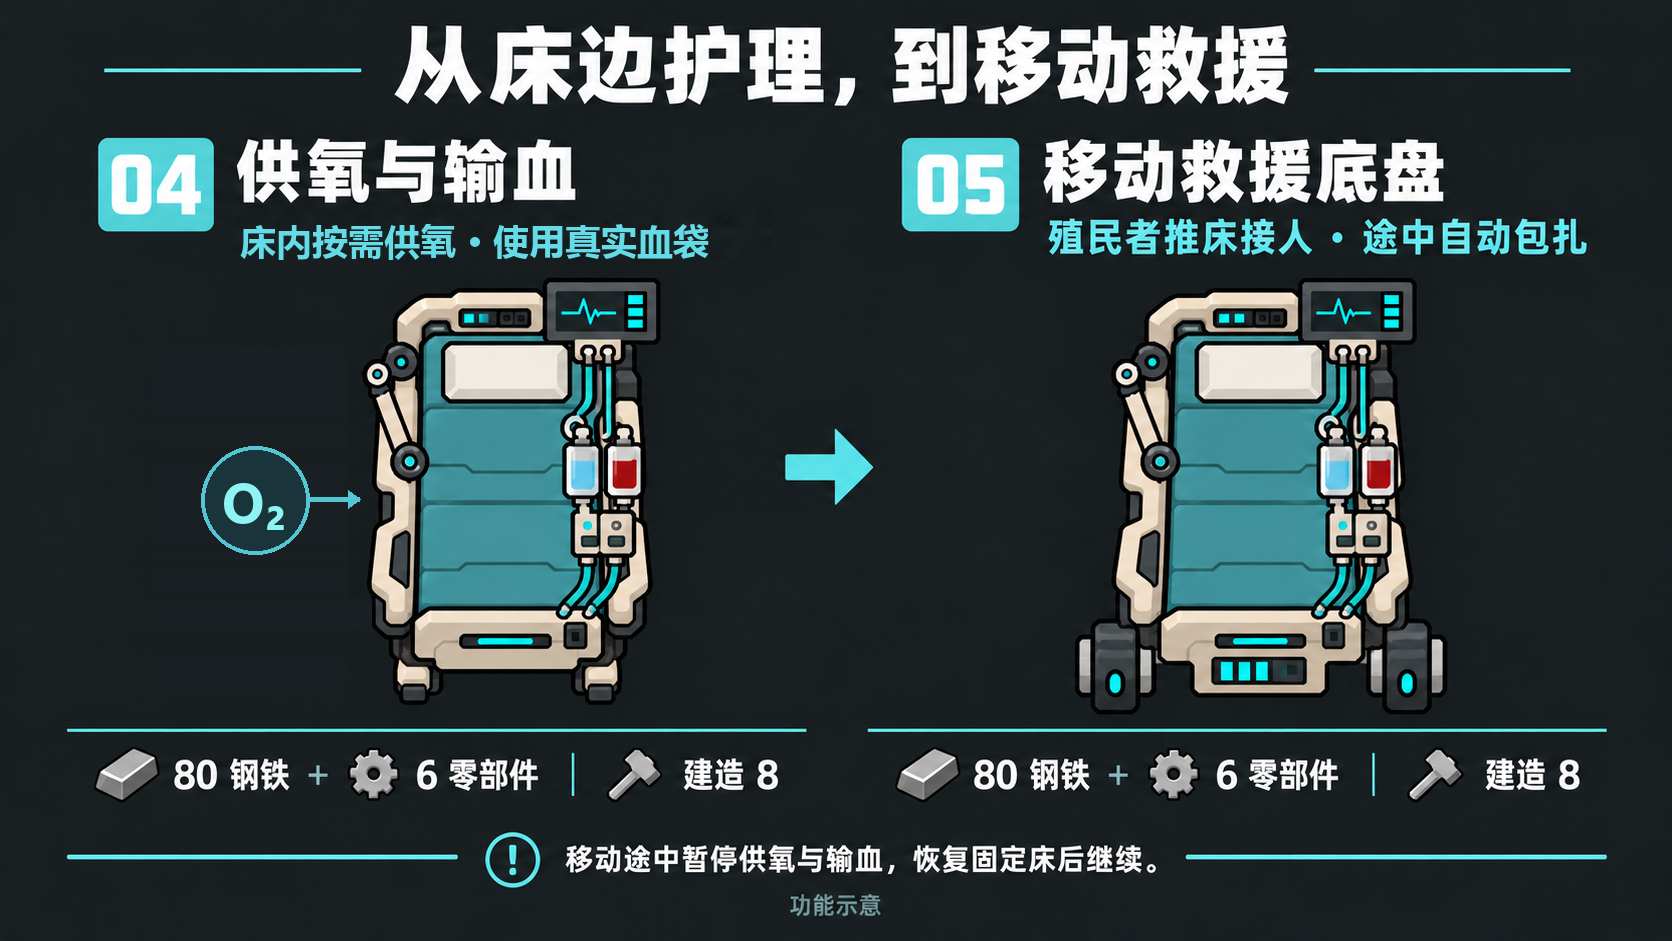 从床边护理，到移动救援
04 供氧与输血
床内按需供氧·使用真实血袋
05 移动救援底盘
殖民者推床接人·途中自动包扎
O₂
80 钢铁 + 6 零部件 | 建造 8
80 钢铁 + 6 零部件 | 建造 8
! 移动途中暂停供氧与输血，恢复固定床后继续。
功能示意